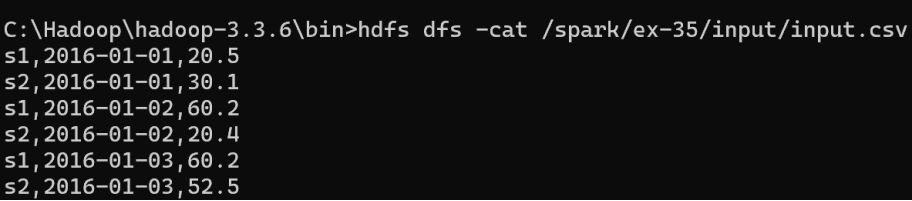 C:\Hadoop\hadoop-3.3.6\bin>hdfs dfs -cat /spark/ex-35/input/input.csv
s1,2016-01-01,20.5
s2,2016-01-01,30.1
s1,2016-01-02,60.2
s2,2016-01-02,20.4
s1,2016-01-03,60.2
s2,2016-01-03,52.5